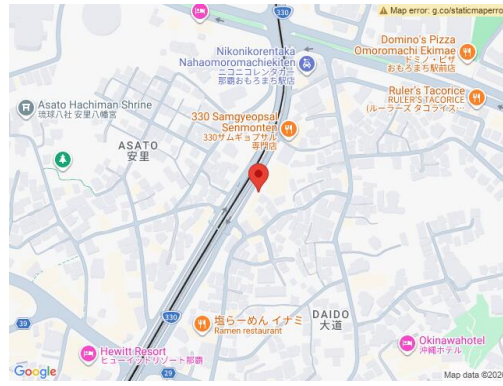 Map error: g.co/staticmaperro
330
Domino's Pizza
Omoromachi Ekimae
ドミノ・ピザ
おもろまち駅前店
Nikonikorentaka
Nahaomoromachiekiten
ニコニコレンタカー
那覇おもろまち駅店
Ruler's Tacorice
RULER'S TACORICE
(ルーラーズ タコライス…
Asato Hachiman Shrine
琉球八社 安里八幡宮
330 Samgyeopsal
Senmonten
330サムギョプサル
専門店
ASATO
安里
330
39
塩らーめん イナミ
Ramen restaurant
DAIDO
大道
Okinawahotel
沖縄ホテル
Hewitt Resort
ヒューイットリゾート那覇
29
Google
Map data ©202